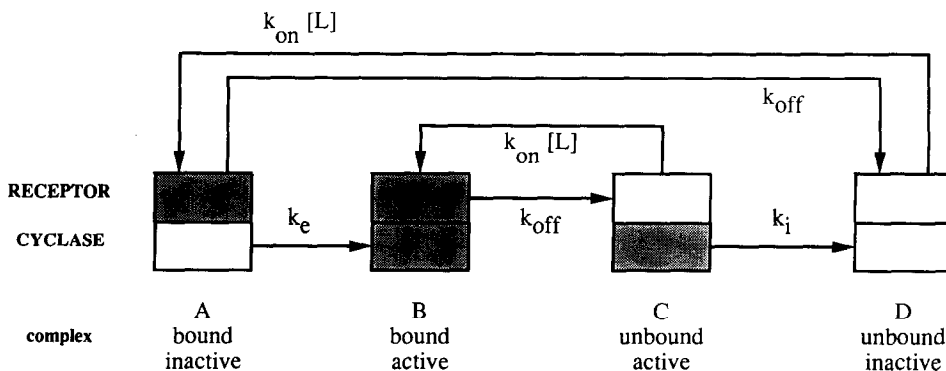 k_on [L]
k_off
k_on [L]
RECEPTOR
k_e
k_off
k_i
CYCLASE
A B C D
complex bound bound unbound unbound
inactive active active inactive